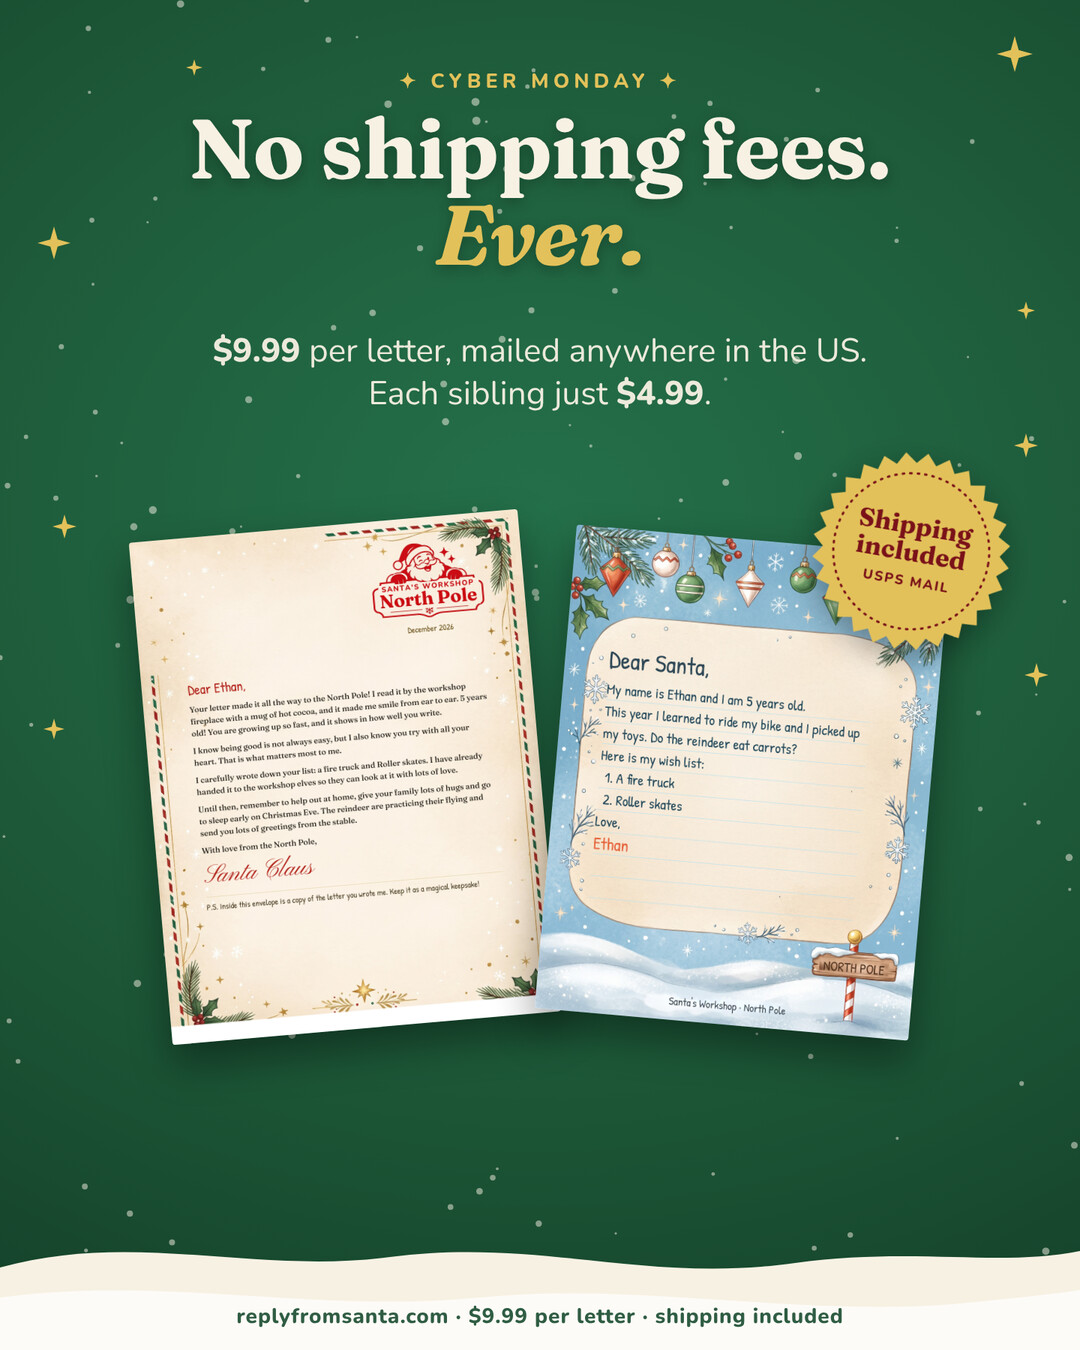 CYBER MONDAY
No shipping fees.
Ever.
$9.99 per letter, mailed anywhere in the US.
Each sibling just $4.99.
Shipping
included
USPS MAIL
SANTA'S WORKSHOP
North Pole
December 2026
Dear Ethan,
Your letter made it all the way to the North Pole! I read it by the workshop
fireplace with a mug of hot cocoa, and it made me smile from ear to ear. 5 years
old! You are growing up so fast, and it shows in how well you write.
I know being good is not always easy, but I also know you try with all your
heart. That is what matters most to me.
I carefully wrote down your list: a fire truck and Roller skates. I have already
handed it to the workshop elves so they can look at it with lots of love.
Until then, remember to help out at home, give your family lots of hugs and go
to sleep early on Christmas Eve. The reindeer are practicing their flying and
send you lots of greetings from the stable.
With love from the North Pole,
Santa Claus
P.S. Inside this envelope is a copy of the letter you wrote me. Keep it as a magical keepsake!
Dear Santa,
My name is Ethan and I am 5 years old.
This year I learned to ride my bike and I picked up
my toys. Do the reindeer eat carrots?
Here is my wish list:
1. A fire truck
2. Roller skates
Love,
Ethan
NORTH POLE
Santa's Workshop · North Pole
replyfromsanta.com · $9.99 per letter · shipping included